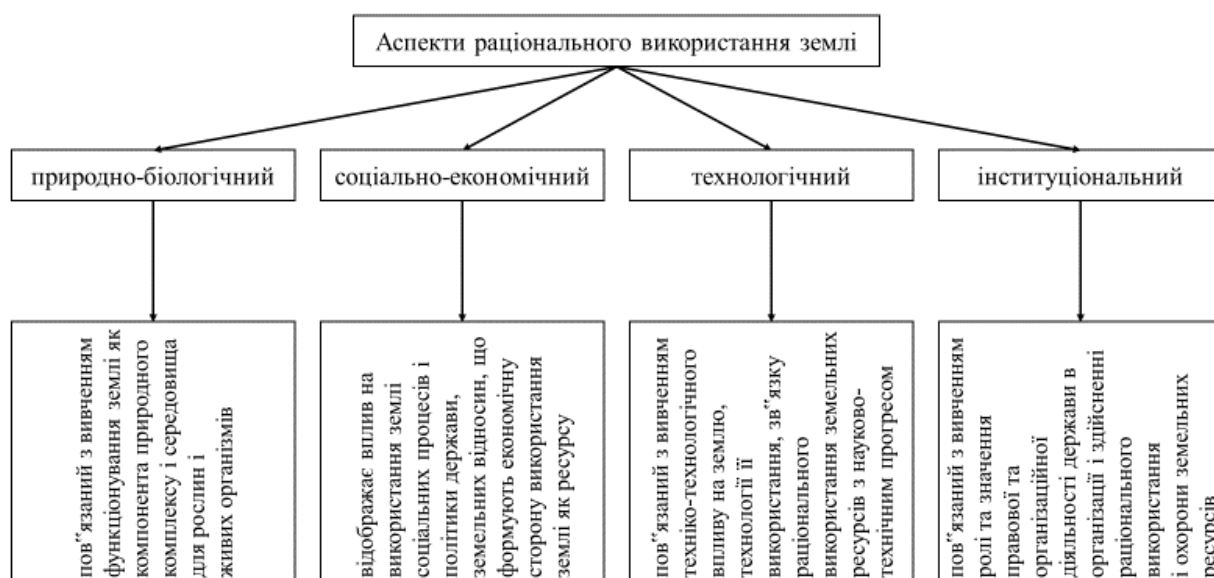 Аспекти раціонального використання землі
природно-біологічний
соціально-економічний
технологічний
інституціональний
пов‟язаний з вивченням
функціонування землі як
компонента природного
комплексу і середовища
для рослин і
живих організмів
відображає вплив на
використання землі
соціальних процесів і
політики держави,
земельних відносин, що
формують економічну
сторону використання
землі як ресурсу
пов‟язаний з вивченням
техніко-технологічного
впливу на землю,
технології її
використання, зв‟язку
раціонального
використання земельних
ресурсів з науково-
технічним прогресом
пов‟язаний з вивченням
ролі та значення
правової та
організаційної
діяльності держави в
організації і здійсненні
раціонального
використання
і охорони земельних
ресурсів